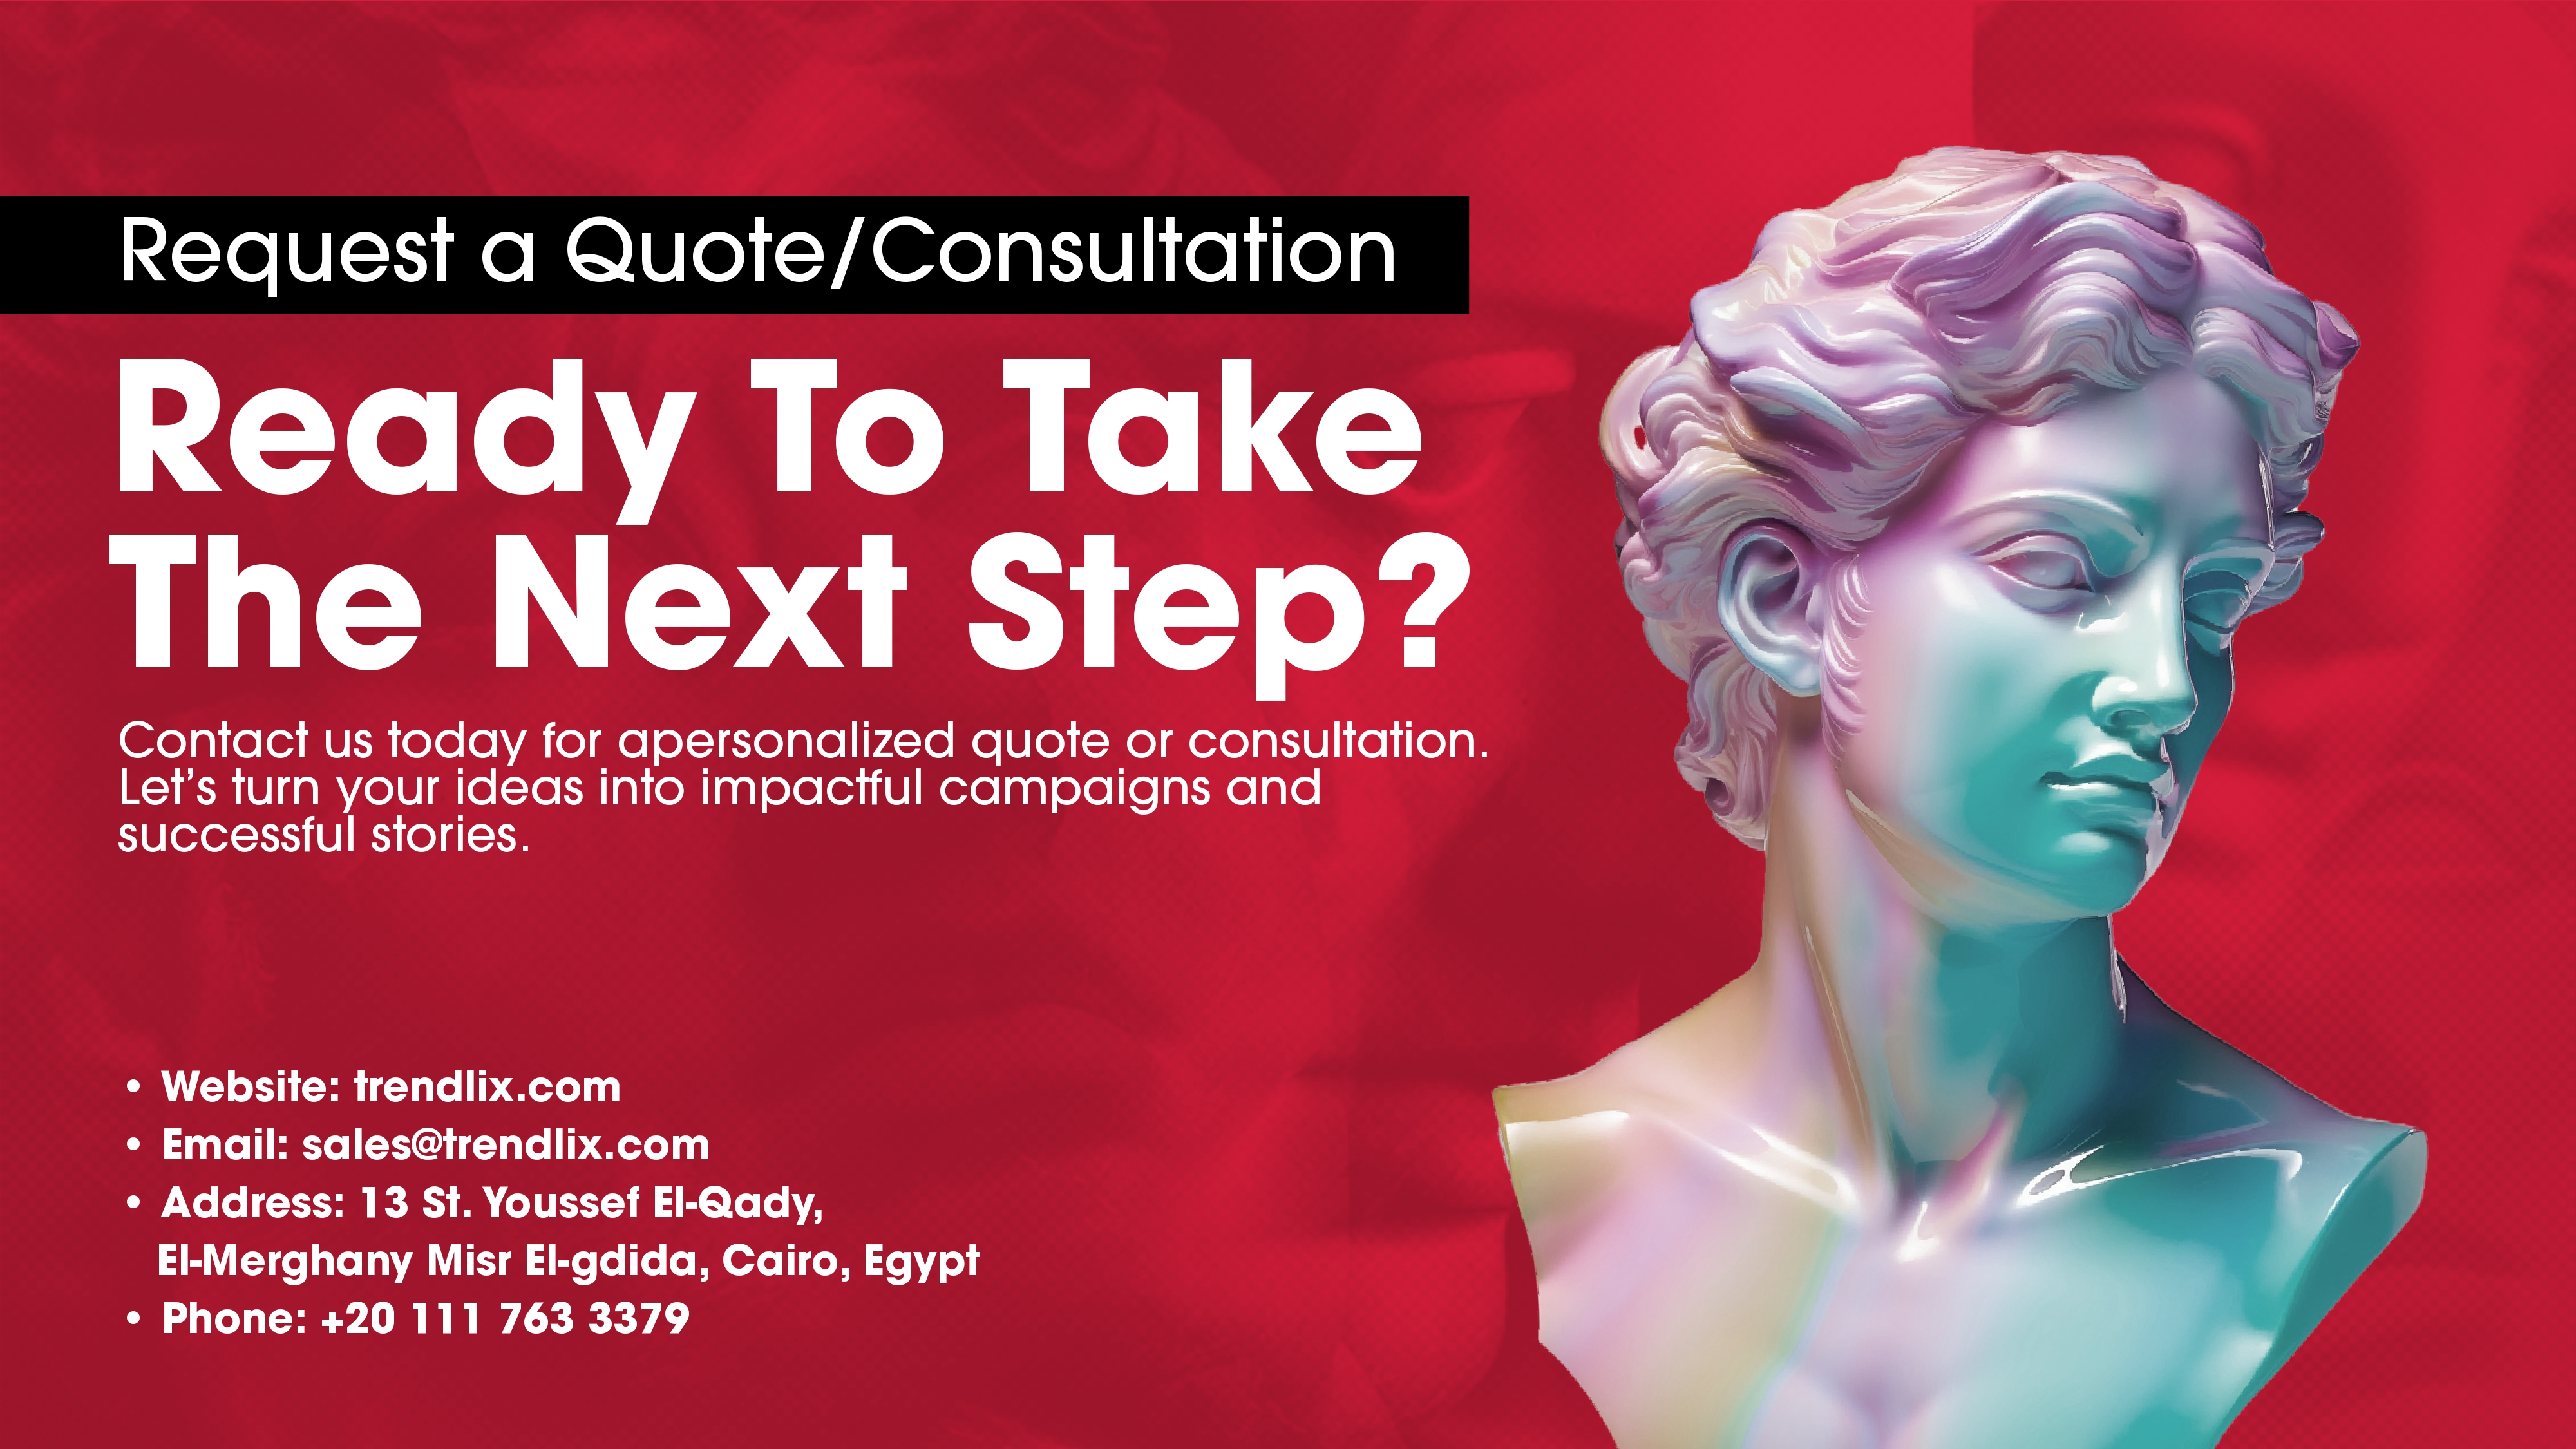 Request a Quote/Consultation
Ready To Take
The Next Step?
Contact us today for apersonalized quote or consultation.
Let's turn your ideas into impactful campaigns and
successful stories.
• Website: trendlix.com
• Email: sales@trendlix.com
• Address: 13 St. Youssef El-Qady,
El-Merghany Misr El-gdida, Cairo, Egypt
• Phone: +20 111 763 3379